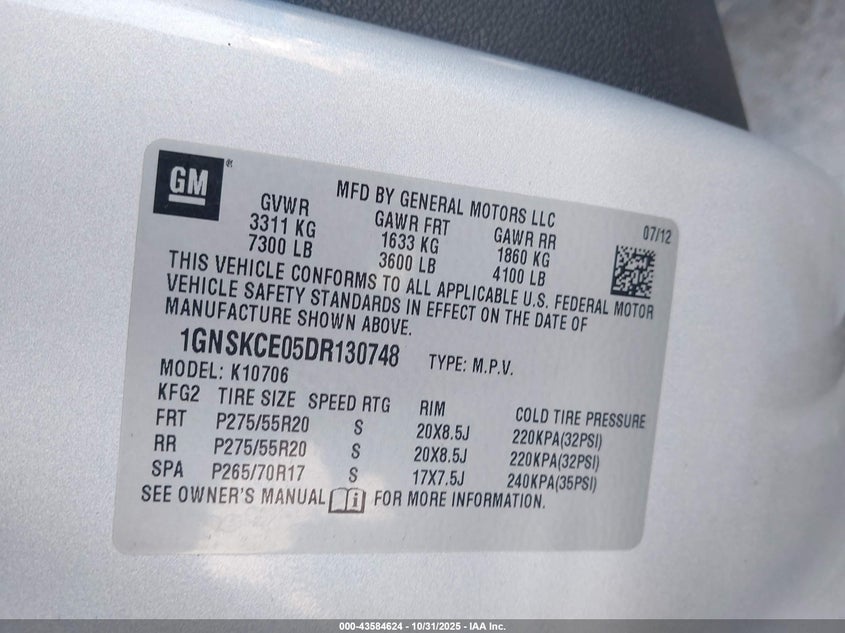 GM®
MFD BY GENERAL MOTORS LLC
07/12
GVWR GAWR FRT GAWR RR
3311 KG 1633 KG 1860 KG
7300 LB 3600 LB 4100 LB
THIS VEHICLE CONFORMS TO ALL APPLICABLE U.S. FEDERAL MOTOR
VEHICLE SAFETY STANDARDS IN EFFECT ON THE DATE OF
MANUFACTURE SHOWN ABOVE.
1GNSKCE05DR130748 TYPE: M.P.V.
MODEL: K10706
KFG2 TIRE SIZE SPEED RTG RIM COLD TIRE PRESSURE
FRT P275/55R20 S 20X8.5J 220KPA(32PSI)
RR P275/55R20 S 20X8.5J 220KPA(32PSI)
SPA P265/70R17 S 17X7.5J 240KPA(35PSI)
SEE OWNER'S MANUAL i FOR MORE INFORMATION.
000-43584624 | 10/31/2025 - IAA Inc.